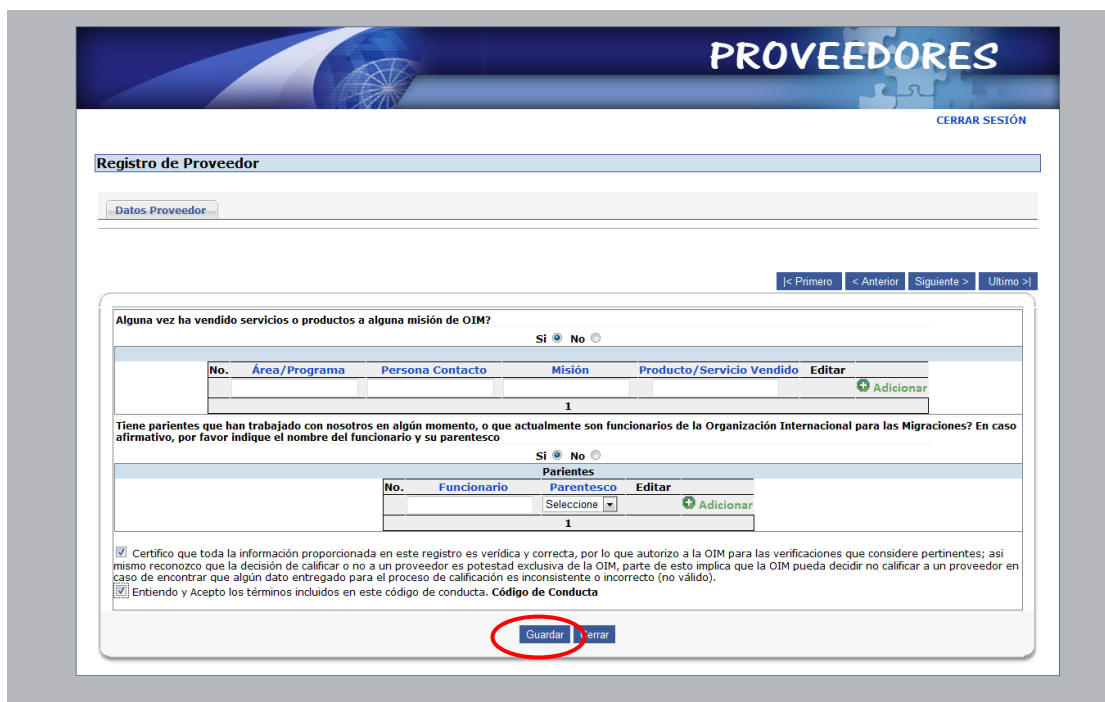 PROVEEDORES
CERRAR SESIÓN
Registro de Proveedor
Datos Proveedor
|< Primero < Anterior Siguiente > Ultimo >|
Alguna vez ha vendido servicios o productos a alguna misión de OIM?
Si No
No. Área/Programa Persona Contacto Misión Producto/Servicio Vendido Editar
Adicionar
1
Tiene parientes que han trabajado con nosotros en algún momento, o que actualmente son funcionarios de la Organización Internacional para las Migraciones? En caso
afirmativo, por favor indique el nombre del funcionario y su parentesco
Si No
Parientes
No. Funcionario Parentesco Editar
Seleccione Adicionar
1
Certifico que toda la información proporcionada en este registro es verídica y correcta, por lo que autorizo a la OIM para las verificaciones que considere pertinentes; asi
mismo reconozco que la decisión de calificar o no a un proveedor es potestad exclusiva de la OIM, parte de esto implica que la OIM pueda decidir no calificar a un proveedor en
caso de encontrar que algún dato entregado para el proceso de calificación es inconsistente o incorrecto (no válido).
Entiendo y Acepto los términos incluidos en este código de conducta. Código de Conducta
Guardar Cerrar